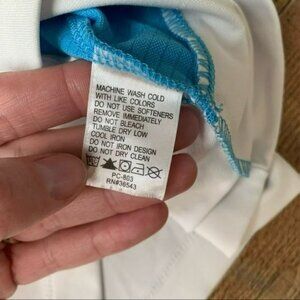 MACHINE WASH COLD
WITH LIKE COLORS
DO NOT USE SOFTENERS
REMOVE IMMEDIATELY
DO NOT BLEACH
TUMBLE DRY LOW
COOL IRON
DO NOT IRON DESIGN
DO NOT DRY CLEAN
PC-803
RN#36543